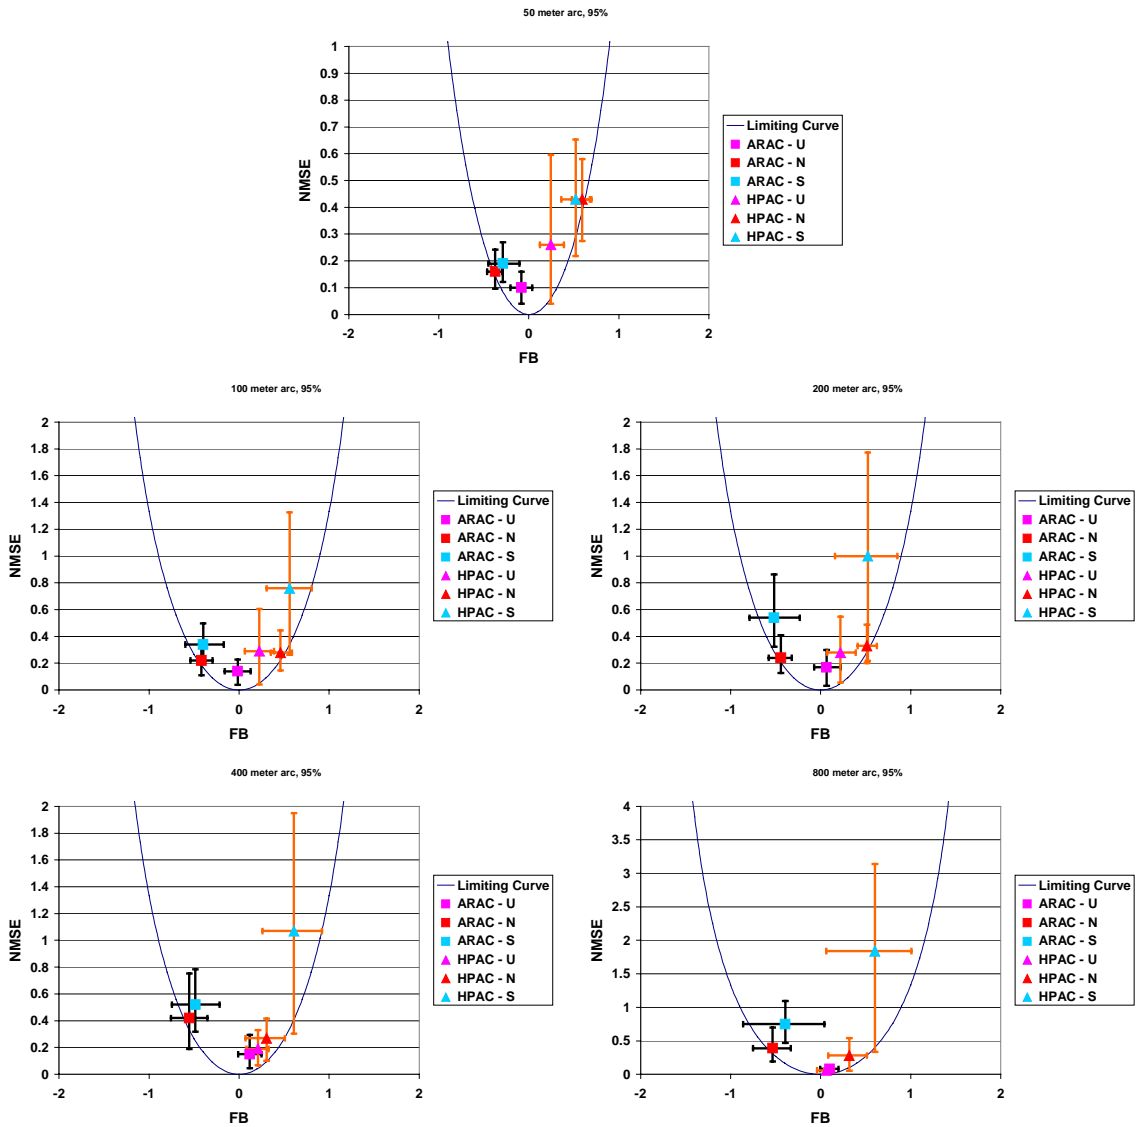 50 meter arc, 95%
1
0.9
0.8
0.7
0.6
0.5
0.4
0.3
0.2
0.1
0
NMSE
-2 -1 0 1 2
FB
Limiting Curve
ARAC - U
ARAC - N
ARAC - S
HPAC - U
HPAC - N
HPAC - S
100 meter arc, 95%
2
1.8
1.6
1.4
1.2
1
0.8
0.6
0.4
0.2
0
NMSE
-2 -1 0 1 2
FB
Limiting Curve
ARAC - U
ARAC - N
ARAC - S
HPAC - U
HPAC - N
HPAC - S
200 meter arc, 95%
2
1.8
1.6
1.4
1.2
1
0.8
0.6
0.4
0.2
0
NMSE
-2 -1 0 1 2
FB
Limiting Curve
ARAC - U
ARAC - N
ARAC - S
HPAC - U
HPAC - N
HPAC - S
400 meter arc, 95%
2
1.8
1.6
1.4
1.2
1
0.8
0.6
0.4
0.2
0
NMSE
-2 -1 0 1 2
FB
Limiting Curve
ARAC - U
ARAC - N
ARAC - S
HPAC - U
HPAC - N
HPAC - S
800 meter arc, 95%
4
3.5
3
2.5
2
1.5
1
0.5
0
NMSE
-2 -1 0 1 2
FB
Limiting Curve
ARAC - U
ARAC - N
ARAC - S
HPAC - U
HPAC - N
HPAC - S